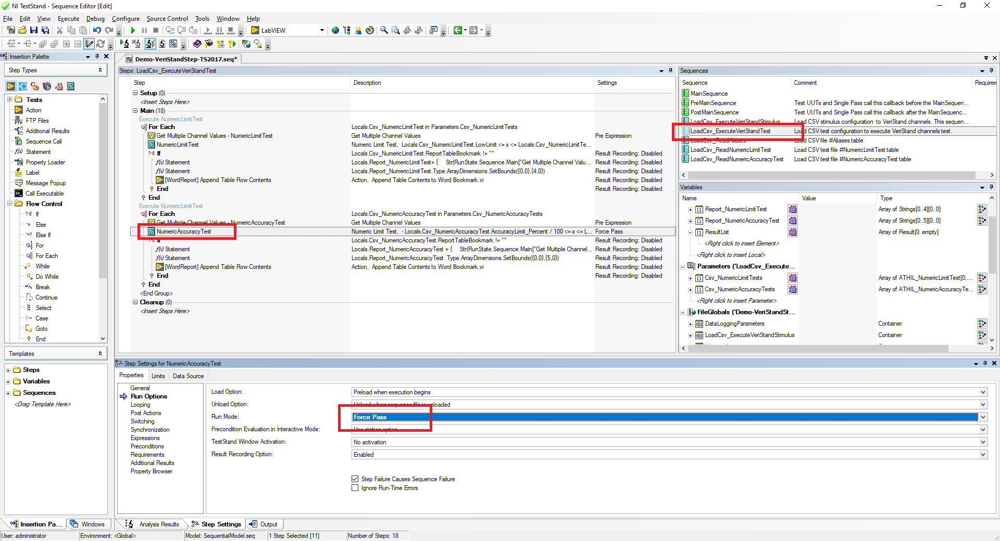 NI TestStand - Sequence Editor [Edit]
File Edit View Execute Debug Configure Source Control Tools Window Help
LabVIEW
Insertion Palette
Step Types
Tests
Action
FTP Files
Additional Results
Sequence Call
Statement
Property Loader
Label
Message Popup
Call Executable
Flow Control
If
Else
Else If
For
For Each
While
Do While
Break
Continue
Select
Case
Goto
End
Templates
Steps
Variables
Sequences
<Drag Template Here>
Insertion Pa... Windows
Demo-VeriStandStep-TS2017.seq*
Steps: LoadCsv_ExecuteVeriStandTest
Step Description Settings
Setup (0)
<Insert Steps Here>
Main (18)
Execute NumericLimitTest
For Each Locals.Csv_NumericLimitTest in Parameters.Csv_NumericLimitTests
Get Multiple Channel Values - NumericLimitTest Get Multiple Channel Values Pre Expression
NumericLimitTest Numeric Limit Test, Locals.Csv_NumericLimitTest.LowLimit <= x <= Locals.Csv_NumericLimitTe...
If Locals.Csv_NumericLimitTest.ReportTableBookmark != "" Result Recording: Disabled
f(x) Statement Locals.Report_NumericLimitTest= { Str(RunState.Sequence.Main["Get Multiple Channel Valu... Result Recording: Disabled
f(x) Statement Locals.Report_NumericLimitTest.Type.ArrayDimensions.SetBounds({0,0},{4,0}) Result Recording: Disabled
[WordReport] Append Table Row Contents Action, Append Table Contents to Word Bookmark.vi Result Recording: Disabled
End Result Recording: Disabled
End
Execute NumericLimitTest
For Each Locals.Csv_NumericAccuracyTest in Parameters.Csv_NumericAccuracyTests
Get Multiple Channel Values - NumericAccuracyTest Get Multiple Channel Values Pre Expression
NumericAccuracyTest Numeric Limit Test, - Locals.Csv_NumericAccuracyTest.AccuracyLimit_Percent / 100 <= x <= L... Force Pass
If Locals.Csv_NumericAccuracyTest.ReportTableBookmark != "" Result Recording: Disabled
f(x) Statement Locals.Report_NumericAccuracyTest = { Str(RunState.Sequence.Main["Get Multiple Channel... Result Recording: Disabled
f(x) Statement Locals.Report_NumericAccuracyTest .Type.ArrayDimensions.SetBounds({0,0},{5,0}) Result Recording: Disabled
[WordReport] Append Table Row Contents Action, Append Table Contents to Word Bookmark.vi Result Recording: Disabled
End Result Recording: Disabled
End
<End Group>
Cleanup (0)
<Insert Steps Here>
Sequences
Sequence Comment Requirem
MainSequence
PreMainSequence Test UUTs and Single Pass call this callback before the MainSequen...
PostMainSequence Test UUTs and Single Pass call this callback after the MainSequenc...
LoadCsv_ExecuteVeriStandStimulus Load CSV stimulus configuration to VeriStand channels. This sequen...
LoadCsv_ExecuteVeriStandTest Load CSV test configuration to execute VeriStand channels test.
LoadCsv_ReadAliases Load CSV file #Aliases table
LoadCsv_ReadNumericLimitTest Load CSV test file #NumericLimitTest table
LoadCsv_ReadNumericAccuracyTest Load CSV test file #NumericAccuracyTest table
Variables
Name Value Type
Report_NumericLimitTest Array of Strings[0..4][0..0]
Report_NumericAccuracyTest Array of Strings[0..5][0..0]
ResultList Array of Result[0..empty]
<Right click to insert Element>
<Right click to insert Local>
Parameters ('LoadCsv_Execute...
Csv_NumericLimitTests Array of ATHIL_NumericLimitTest[0....
Csv_NumericAccuracyTests Array of ATHIL_NumericAccuracyTe...
<Right click to insert Parameter>
FileGlobals ('Demo-VeriStandSt...
DataLoggingParameters Container
LoadCsv_ExecuteVeriStandStimulus Container
Step Settings for NumericAccuracyTest
Properties Limits Data Source
General
Run Options
Looping
Post Actions
Switching
Synchronization
Expressions
Preconditions
Requirements
Additional Results
Property Browser
Load Option: Preload when execution begins
Unload Option: Unload when sequence file is unloaded
Run Mode: Force Pass
Precondition Evaluation in Interactive Mode: Use station option
TestStand Window Activation: No activation
Result Recording Option: Enabled
Step Failure Causes Sequence Failure
Ignore Run-Time Errors
Analysis Results Step Settings Output
User: administrator Environment: <Global> Model: SequentialModel.seq 1 Step Selected [11] Number of Steps: 18